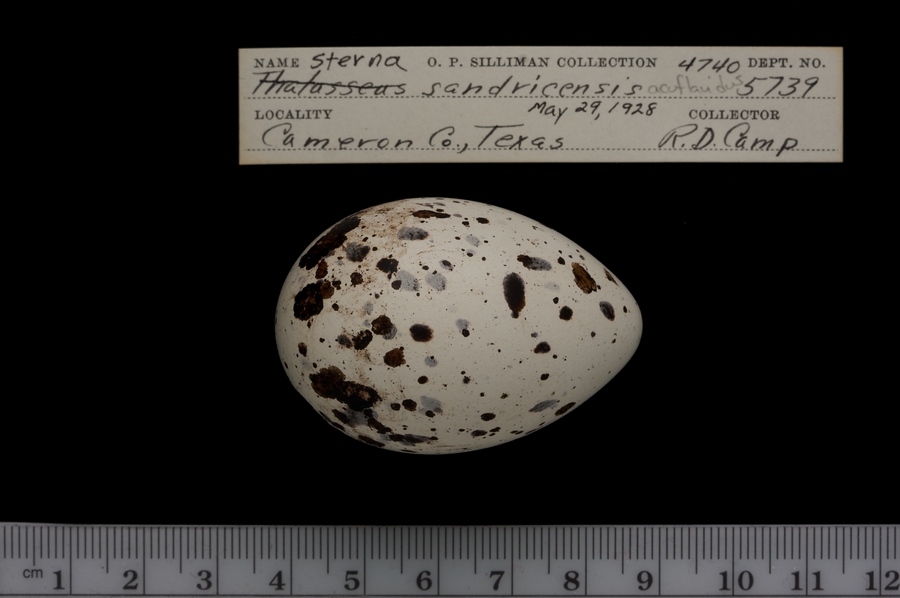 NAME Sterna O. P. SILLIMAN COLLECTION 4740 DEPT. NO.
Thalasseus sandvicensis acuflavidus 5739
LOCALITY May 29, 1928 COLLECTOR
Cameron Co., Texas R.D. Camp
cm 1 2 3 4 5 6 7 8 9 10 11 12